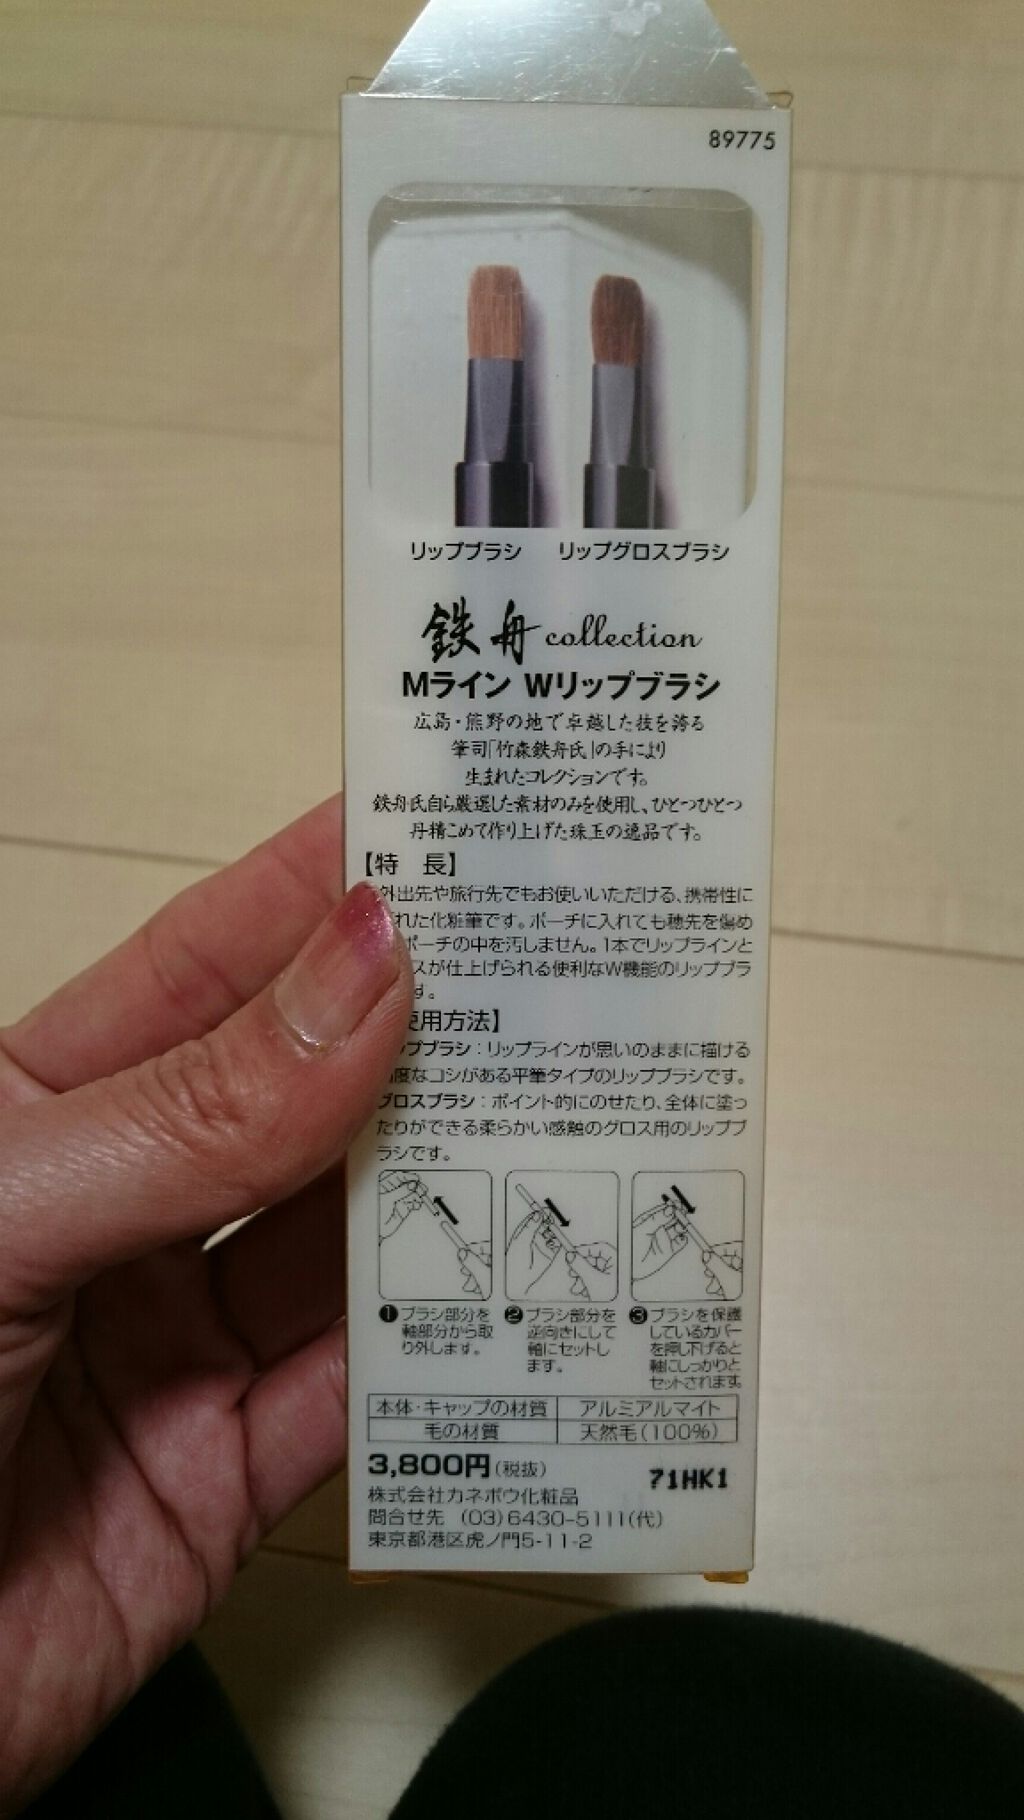 89775
リップブラシ リップグロスブラシ
鉄舟collection
Mライン Wリップブラシ
広島・熊野の地で卓越した技を誇る
筆司「竹森鉄舟氏」の手により
生まれたコレクションです。
鉄舟氏自ら厳選した素材のみを使用し、ひとつひとつ
丹精こめて作り上げた珠玉の逸品です。
【特 長】
外出先や旅行先でもお使いいただける、携帯性に
れた化粧筆です。ポーチに入れても穂先を傷め
ポーチの中を汚しません。1本でリップラインと
スが仕上げられる便利なW機能のリップブラ
す。
使用方法】
ップブラシ:リップラインが思いのままに描ける
度なコシがある平筆タイプのリップブラシです。
グロスブラシ:ポイント的にのせたり、全体に塗っ
たりができる柔らかい感触のグロス用のリップブ
ラシです。
❶ブラシ部分を
軸部分から取
り外します。
❷ブラシ部分を
逆向きにして
軸にセットし
ます。
❸ブラシを保護
しているカバー
を押し下げると
軸にしっかりと
セットされます。
本体・キャップの材質 アルミアルマイト
毛の材質 天然毛(100%)
3,800円(税抜)
71HK1
株式会社カネボウ化粧品
問合せ先 (03)6430-5111(代)
東京都港区虎ノ門5-11-2